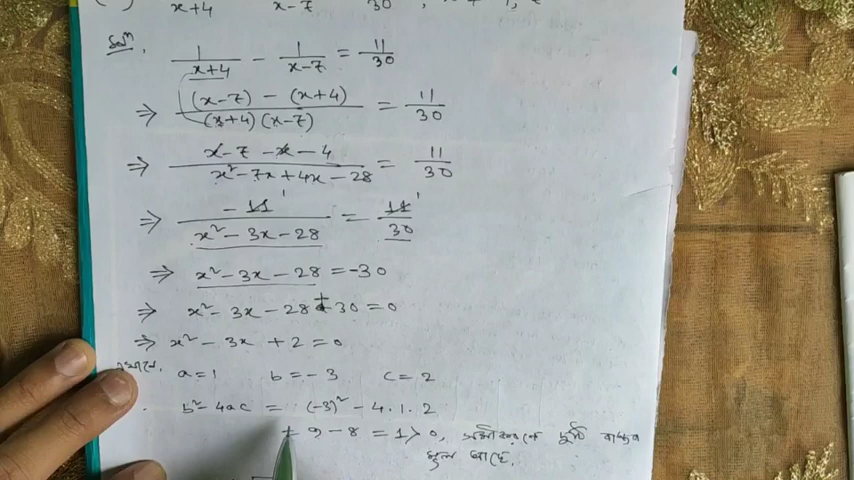 x+4 x-7 30
Solⁿ.
1/(x+4) - 1/(x-7) = 11/30
⇒ ((x-7) - (x+4))/((x+4)(x-7)) = 11/30
⇒ (x-7-x-4)/(x²-7x+4x-28) = 11/30
⇒ -11 1/(x²-3x-28) = 11 1/30
⇒ x²-3x-28 = -30
⇒ x²-3x-28+30=0
⇒ x²-3x+2=0
a=1 b=-3 c=2
b²-4ac = (-3)²-4.1.2
= 9-8 = 1>0, সমীকরণে দুটি বাস্তব
মূল আছে.